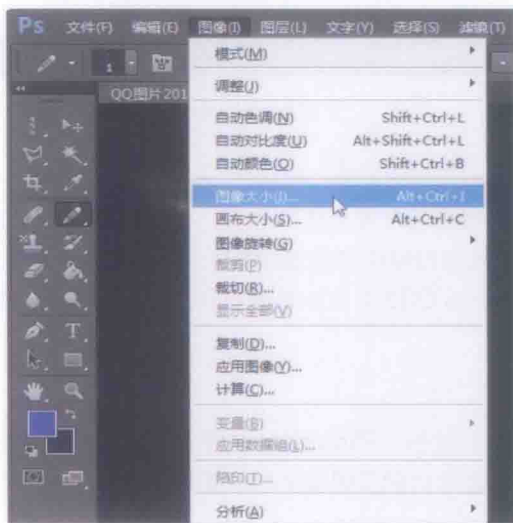 Ps 文件(F) 编辑(E) 图像(I) 图层(L) 文字(Y) 选择(S) 滤镜(T)
1
QQ图片201
模式(M)
调整(J)
自动色调(N) Shift+Ctrl+L
自动对比度(U) Alt+Shift+Ctrl+L
自动颜色(O) Shift+Ctrl+B
图像大小(I)... Alt+Ctrl+I
画布大小(S)... Alt+Ctrl+C
图像旋转(G)
裁剪(P)
裁切(R)...
显示全部(V)
复制(D)...
应用图像(Y)...
计算(C)...
变量(B)
应用数据组(L)...
陷印(T)...
分析(A)